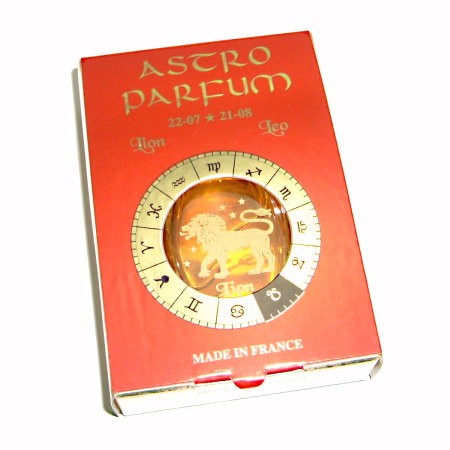 ASTRO
PARFUM
22-07 ★ 21-08
Lion Leo
Lion
MADE IN FRANCE